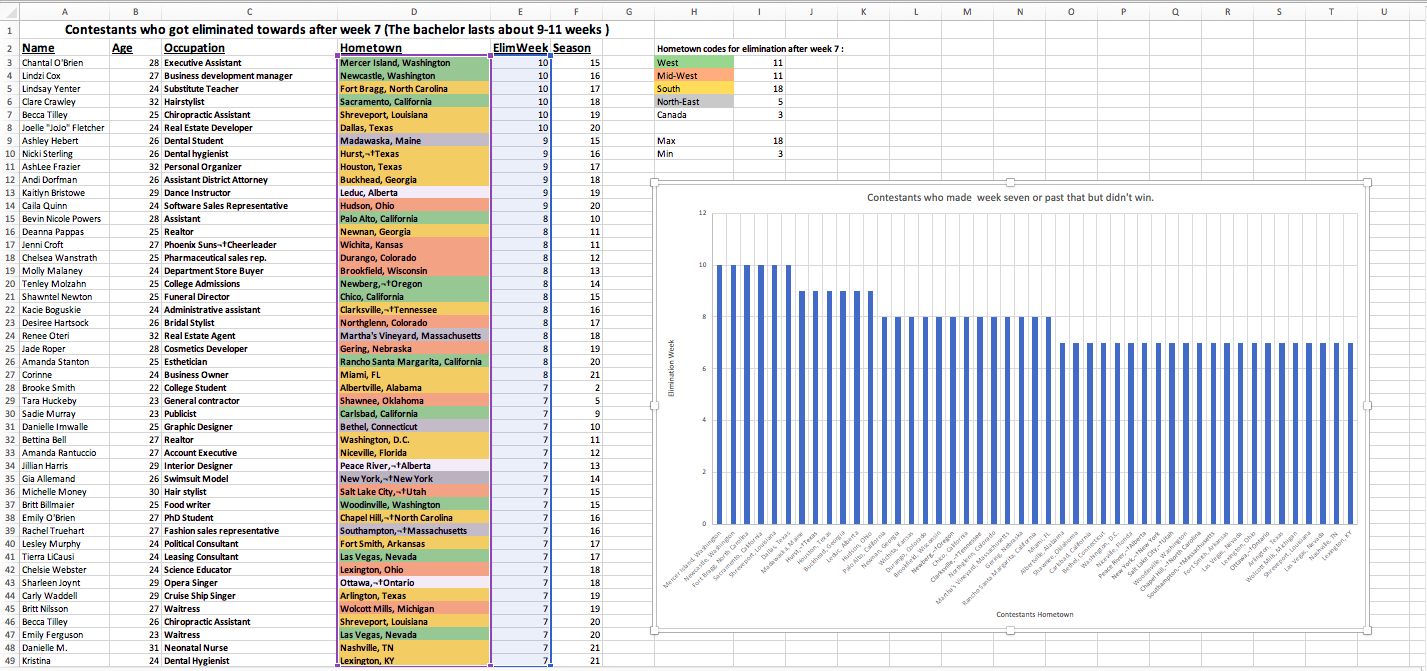 A B C D E F G H I J K L M N O P Q R S T U
1 Contestants who got eliminated towards after week 7 (The bachelor lasts about 9-11 weeks )
2 Name Age Occupation Hometown ElimWeek Season Hometown codes for elimination after week 7 :
3 Chantal O'Brien 28 Executive Assistant Mercer Island, Washington 10 15 West 11
4 Lindzi Cox 27 Business development manager Newcastle, Washington 10 16 Mid-West 11
5 Lindsay Yenter 24 Substitute Teacher Fort Bragg, North Carolina 10 17 South 18
6 Clare Crawley 32 Hairstylist Sacramento, California 10 18 North-East 5
7 Becca Tilley 25 Chiropractic Assistant Shreveport, Louisiana 10 19 Canada 3
8 Joelle "JoJo" Fletcher 24 Real Estate Developer Dallas, Texas 10 20
9 Ashley Hebert 26 Dental Student Madawaska, Maine 9 15 Max 18
10 Nicki Sterling 26 Dental hygienist Hurst,¬†Texas 9 16 Min 3
11 AshLee Frazier 32 Personal Organizer Houston, Texas 9 17
12 Andi Dorfman 26 Assistant District Attorney Buckhead, Georgia 9 18
13 Kaitlyn Bristowe 29 Dance Instructor Leduc, Alberta 9 19
14 Caila Quinn 24 Software Sales Representative Hudson, Ohio 9 20
15 Bevin Nicole Powers 28 Assistant Palo Alto, California 8 10
16 Deanna Pappas 25 Realtor Newnan, Georgia 8 11
17 Jenni Croft 27 Phoenix Suns¬†Cheerleader Wichita, Kansas 8 11
18 Chelsea Wanstrath 25 Pharmaceutical sales rep. Durango, Colorado 8 12
19 Molly Malaney 24 Department Store Buyer Brookfield, Wisconsin 8 13
20 Tenley Molzahn 25 College Admissions Newberg,¬†Oregon 8 14
21 Shawntel Newton 25 Funeral Director Chico, California 8 15
22 Kacie Boguskie 24 Administrative assistant Clarksville,¬†Tennessee 8 16
23 Desiree Hartsock 26 Bridal Stylist Northglenn, Colorado 8 17
24 Renee Oteri 32 Real Estate Agent Martha's Vineyard, Massachusetts 8 18
25 Jade Roper 28 Cosmetics Developer Gering, Nebraska 8 19
26 Amanda Stanton 25 Esthetician Rancho Santa Margarita, California 8 20
27 Corinne 24 Business Owner Miami, FL 8 21
28 Brooke Smith 22 College Student Albertville, Alabama 7 2
29 Tara Huckeby 23 General contractor Shawnee, Oklahoma 7 5
30 Sadie Murray 23 Publicist Carlsbad, California 7 9
31 Danielle Imwalle 25 Graphic Designer Bethel, Connecticut 7 10
32 Bettina Bell 27 Realtor Washington, D.C. 7 11
33 Amanda Rantuccio 27 Account Executive Niceville, Florida 7 12
34 Jillian Harris 29 Interior Designer Peace River,¬†Alberta 7 13
35 Gia Allemand 26 Swimsuit Model New York,¬†New York 7 14
36 Michelle Money 30 Hair stylist Salt Lake City,¬†Utah 7 15
37 Britt Billmaier 25 Food writer Woodinville, Washington 7 15
38 Emily O'Brien 27 PhD Student Chapel Hill,¬†North Carolina 7 16
39 Rachel Truehart 27 Fashion sales representative Southampton,¬†Massachusetts 7 16
40 Lesley Murphy 24 Political Consultant Fort Smith, Arkansas 7 17
41 Tierra LiCausi 24 Leasing Consultant Las Vegas, Nevada 7 17
42 Chelsie Webster 24 Science Educator Lexington, Ohio 7 18
43 Sharleen Joynt 29 Opera Singer Ottawa,¬†Ontario 7 18
44 Carly Waddell 29 Cruise Ship Singer Arlington, Texas 7 19
45 Britt Nilsson 27 Waitress Wolcott Mills, Michigan 7 19
46 Becca Tilley 26 Chiropractic Assistant Shreveport, Louisiana 7 20
47 Emily Ferguson 23 Waitress Las Vegas, Nevada 7 20
48 Danielle M. 31 Neonatal Nurse Nashville, TN 7 21
49 Kristina 24 Dental Hygienist Lexington, KY 7 21
Contestants who made week seven or past that but didn't win.
12
10
8
6
4
2
0
Elimination Week
Mercer Island, Washington
Newcastle, Washington
Fort Bragg, North Carolina
Sacramento, California
Shreveport, Louisiana
Dallas, Texas
Madawaska, Maine
Hurst,¬†Texas
Houston, Texas
Buckhead, Georgia
Leduc, Alberta
Hudson, Ohio
Palo Alto, California
Newnan, Georgia
Wichita, Kansas
Durango, Colorado
Brookfield, Wisconsin
Newberg,¬†Oregon
Chico, California
Clarksville,¬†Tennessee
Northglenn, Colorado
Martha's Vineyard, Massachusetts
Gering, Nebraska
Rancho Santa Margarita, California
Miami, FL
Albertville, Alabama
Shawnee, Oklahoma
Carlsbad, California
Bethel, Connecticut
Washington, D.C.
Niceville, Florida
Peace River,¬†Alberta
New York,¬†New York
Salt Lake City,¬†Utah
Woodinville, Washington
Chapel Hill,¬†North Carolina
Southampton,¬†Massachusetts
Fort Smith, Arkansas
Las Vegas, Nevada
Lexington, Ohio
Ottawa,¬†Ontario
Arlington, Texas
Wolcott Mills, Michigan
Shreveport, Louisiana
Las Vegas, Nevada
Nashville, TN
Lexington, KY
Contestants Hometown